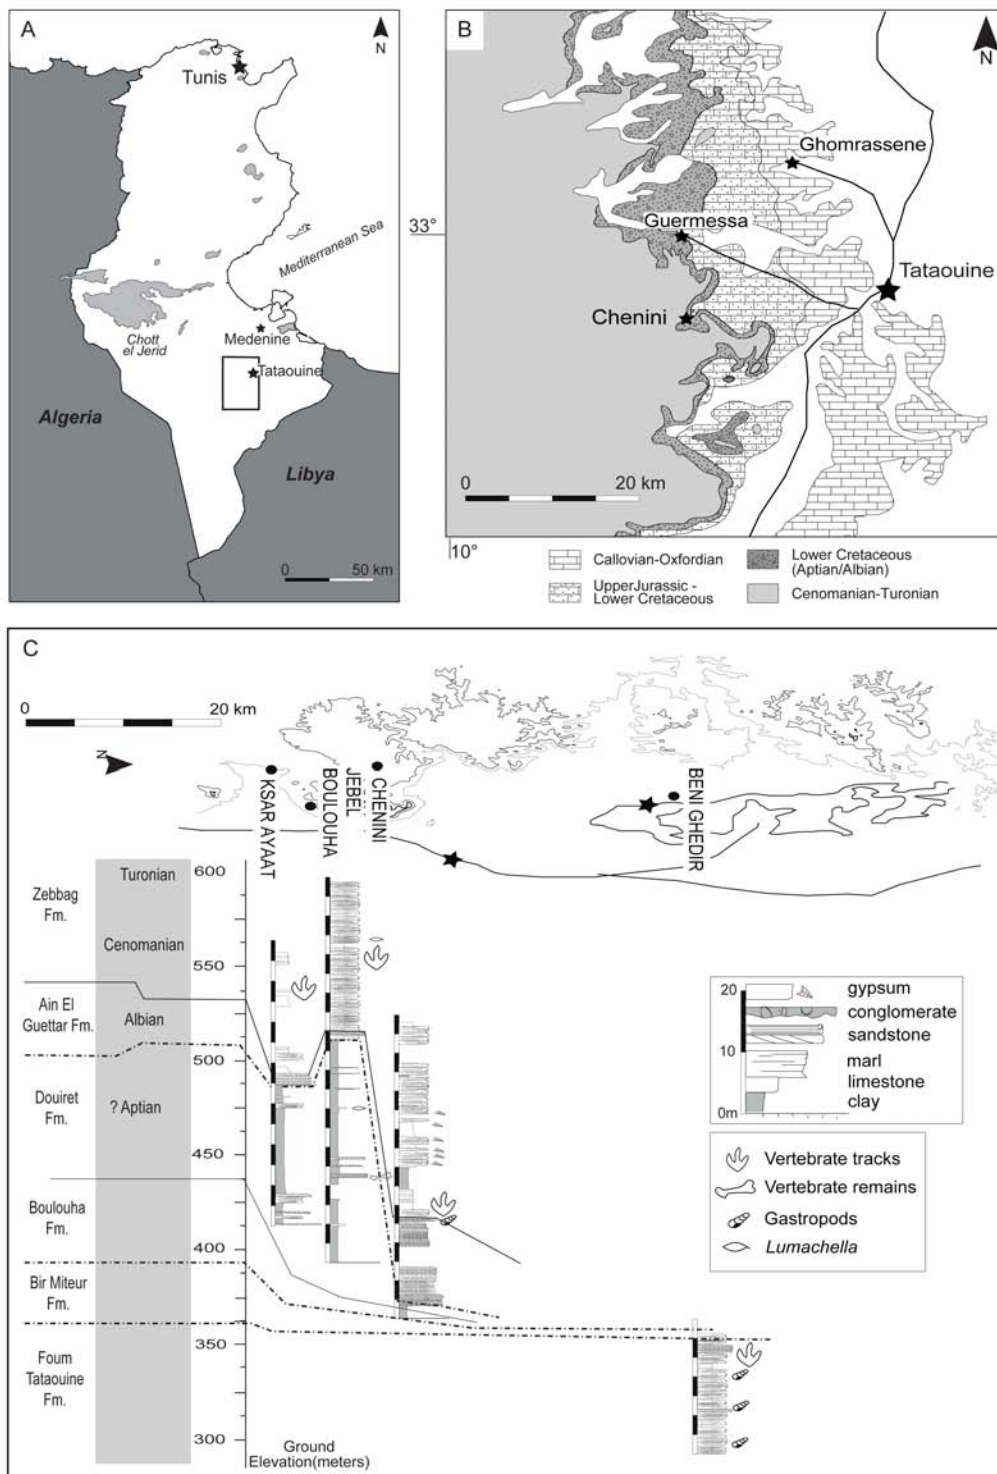 A
N
Tunis
Mediterranean Sea
Chott
el Jerid
Medenine
Tataouine
Algeria
Libya
0 50 km
B
N
Ghomrassene
33°
Guermessa
Tataouine
Chenini
0 20 km
10°
Callovian-Oxfordian
UpperJurassic -
Lower Cretaceous
Lower Cretaceous
(Aptian/Albian)
Cenomanian-Turonian
C
0 20 km
N
KSAR AYAAT
JEBEL
BOULOUHA
CHENINI
BENI GHEDIR
Zebbag
Fm.
Ain El
Guettar Fm.
Douiret
Fm.
Boulouha
Fm.
Bir Miteur
Fm.
Foum
Tataouine
Fm.
Turonian
Cenomanian
Albian
? Aptian
600
550
500
450
400
350
300
Ground
Elevation(meters)
20
10
0m
gypsum
conglomerate
sandstone
marl
limestone
clay
Vertebrate tracks
Vertebrate remains
Gastropods
Lumachella